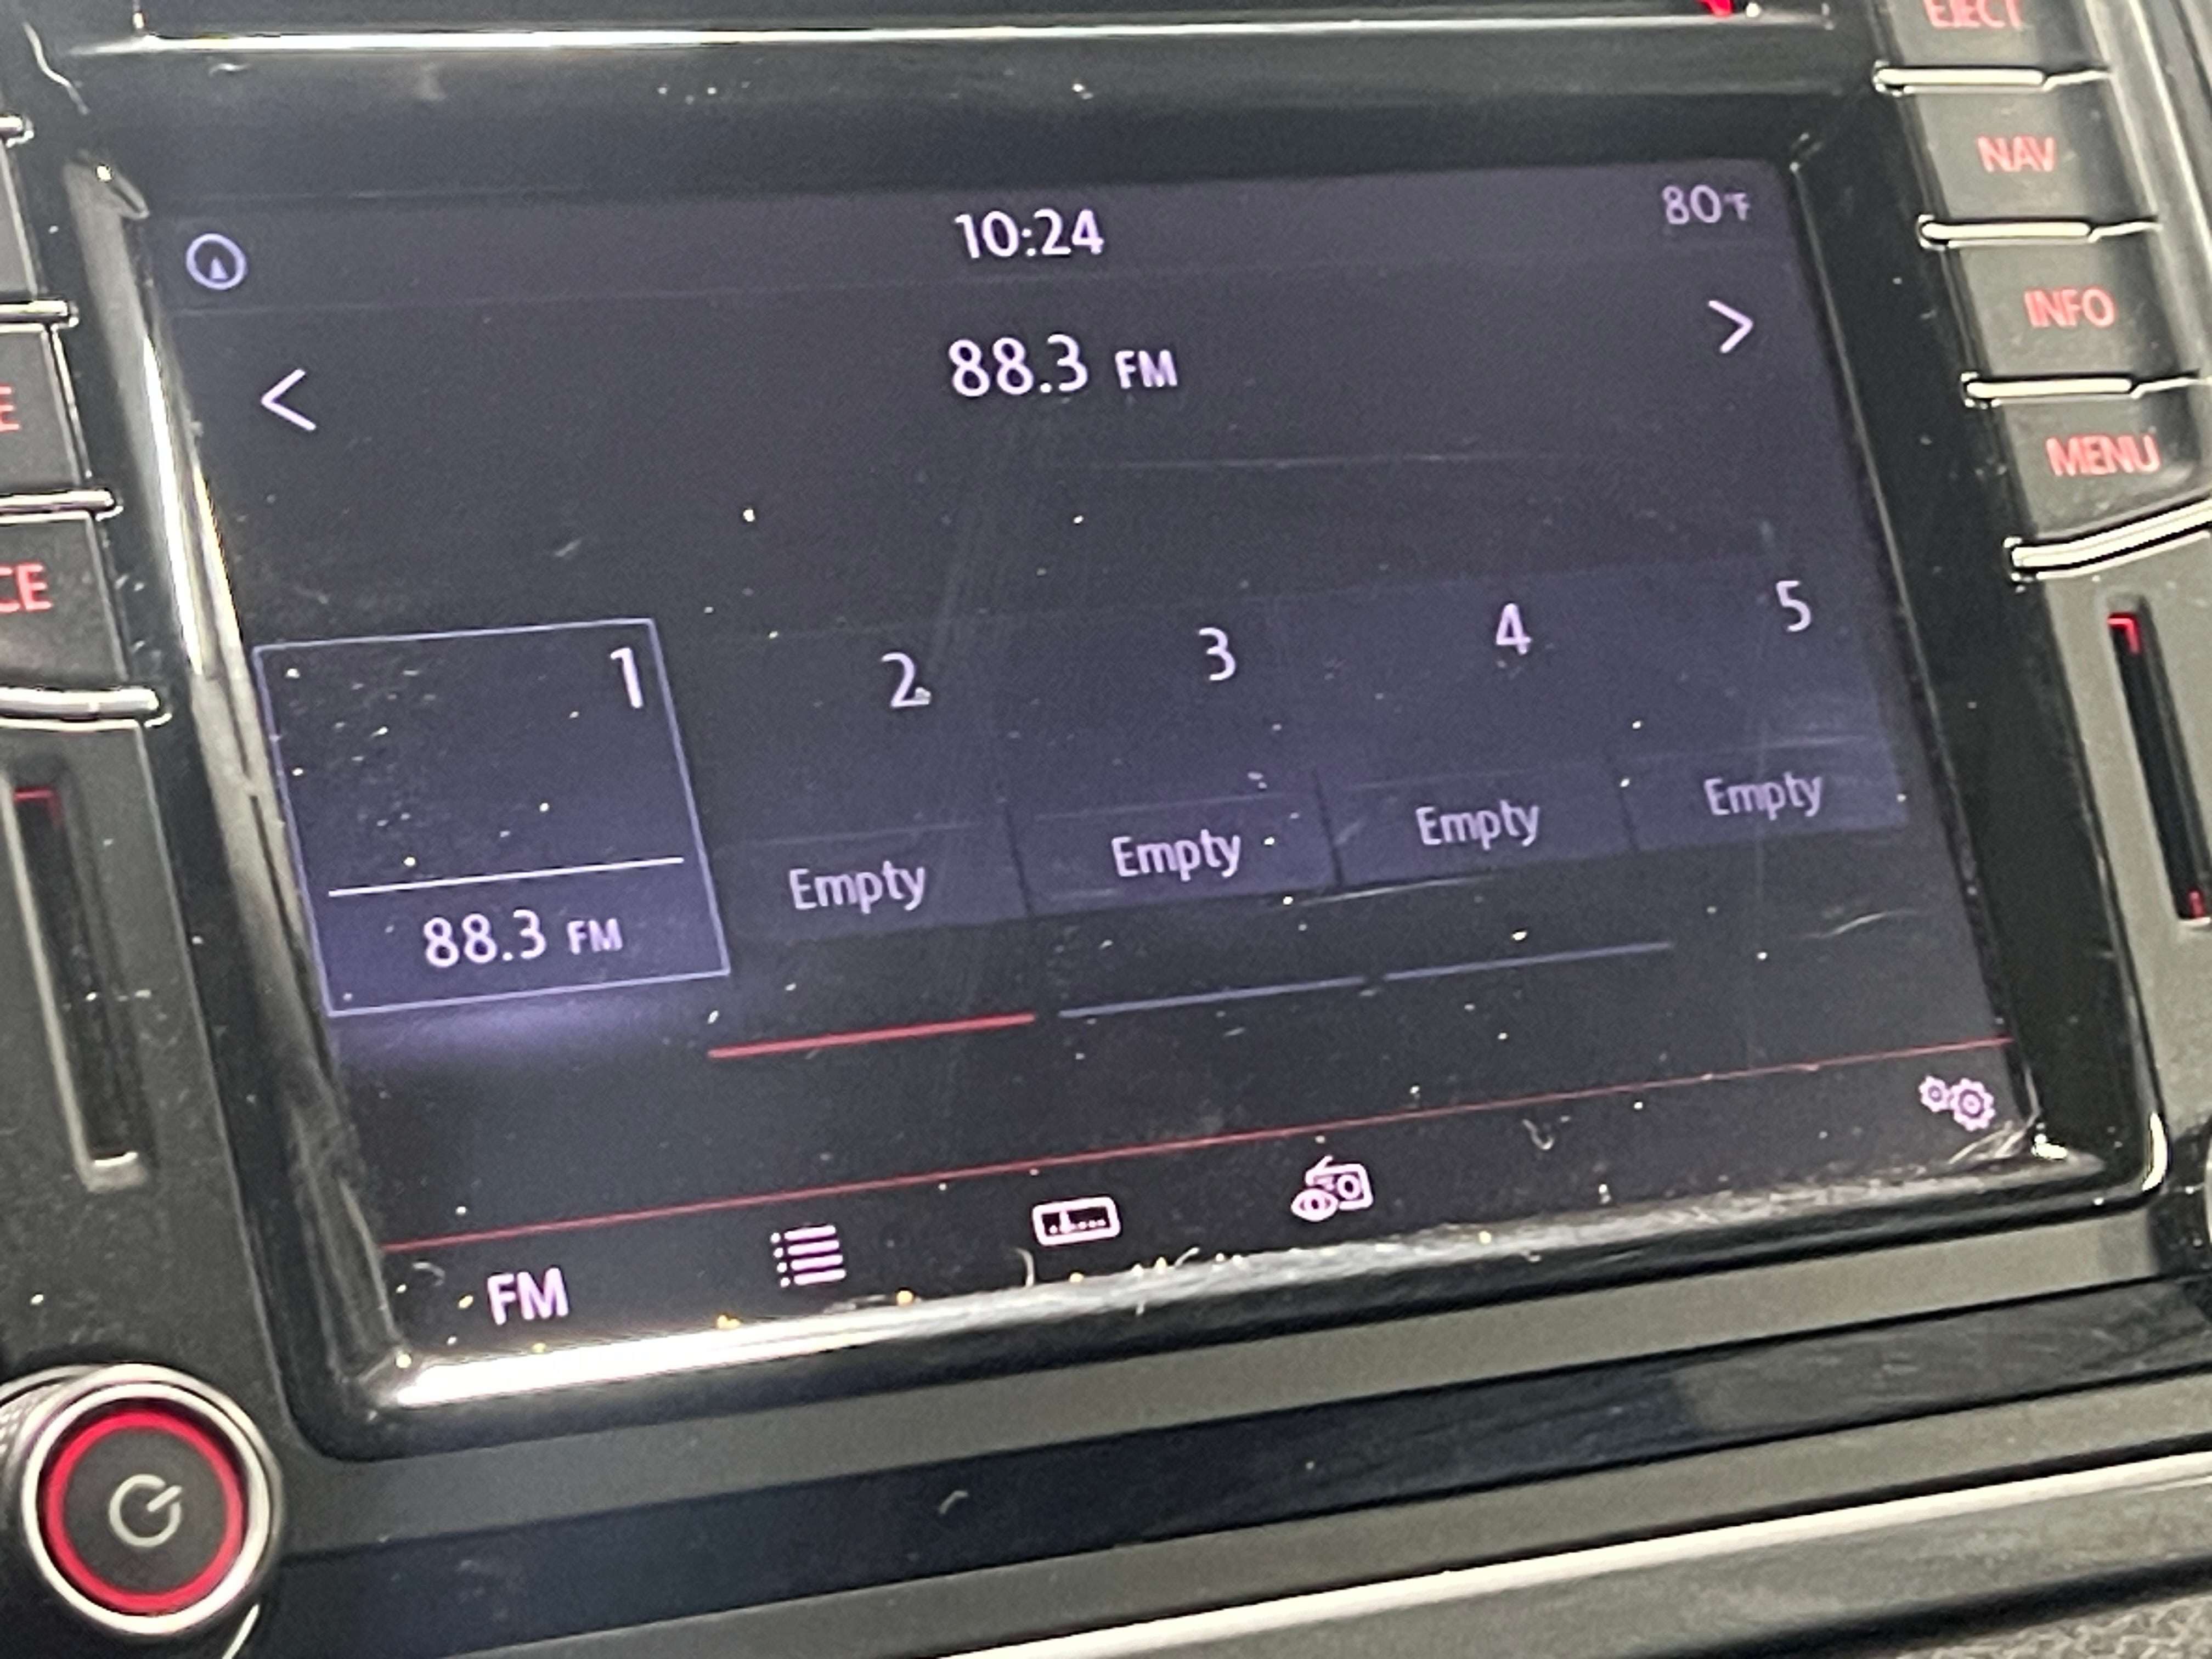 EJECT
NAV
INFO
MENU
E
CE
10:24
80°F
<
88.3 FM
>
1
2
3
4
5
88.3 FM
Empty
Empty
Empty
Empty
FM